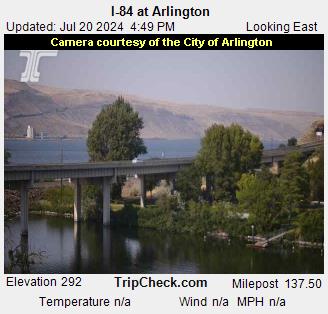 I-84 at Arlington
Updated: Jul 20 2024 4:49 PM Looking East
Camera courtesy of the City of Arlington
Elevation 292 TripCheck.com Milepost 137.50
Temperature n/a Wind n/a MPH n/a